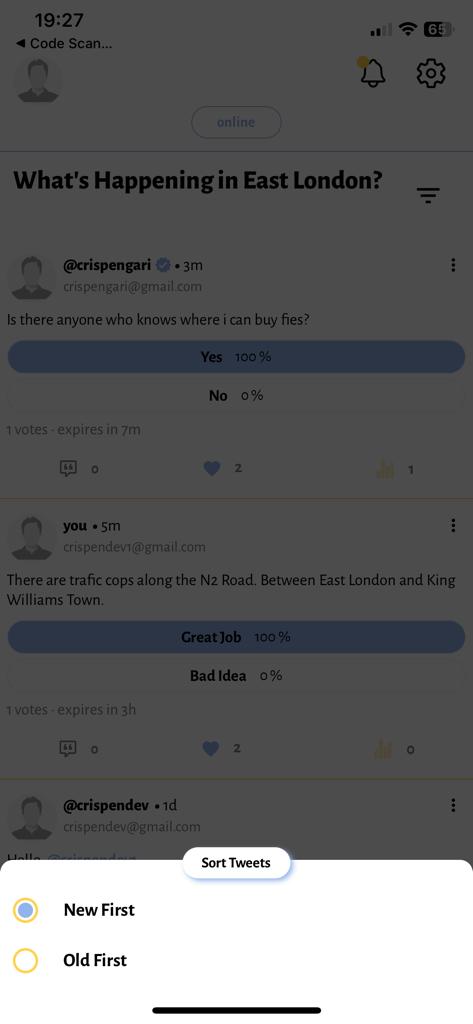 19:27
65
◀ Code Scan...
online
What's Happening in East London?
@crispengari • 3m
crispengari@gmail.com
Is there anyone who knows where i can buy fies?
Yes 100 %
No 0 %
1 votes · expires in 7m
0 2 1
you • 5m
crispendev1@gmail.com
There are trafic cops along the N2 Road. Between East London and King
Williams Town.
Great Job 100 %
Bad Idea 0 %
1 votes · expires in 3h
0 2 0
@crispendev • 1d
crispendev@gmail.com
Hello @crispendev1
Sort Tweets
New First
Old First